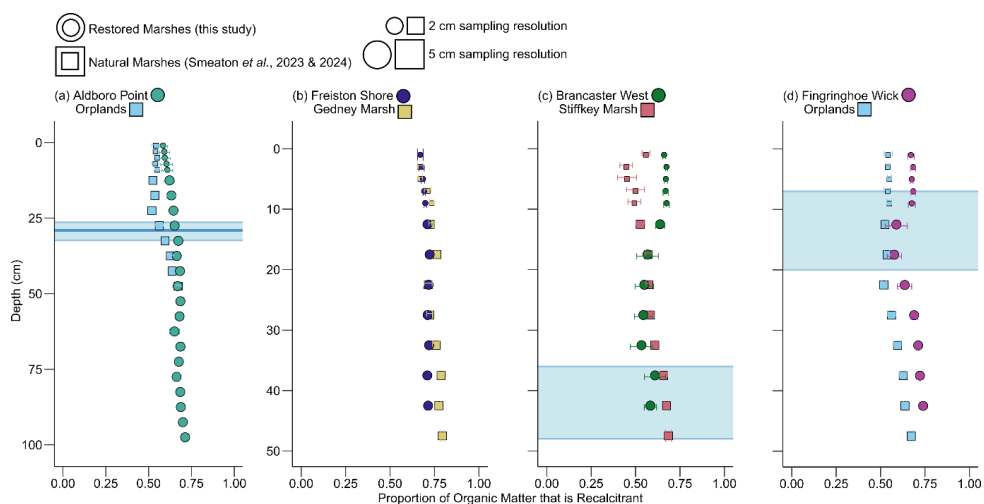 Restored Marshes (this study)
Natural Marshes (Smeaton et al., 2023 & 2024)
2 cm sampling resolution
5 cm sampling resolution
(a) Aldboro Point
Orplands
(b) Freiston Shore
Gedney Marsh
(c) Brancaster West
Stiffkey Marsh
(d) Fingringhoe Wick
Orplands
Depth (cm)
0
25
50
75
100
0
10
20
30
40
50
0
10
20
30
40
50
0
10
20
30
40
50
0.00 0.25 0.50 0.75 1.00
0.00 0.25 0.50 0.75 1.00
0.00 0.25 0.50 0.75 1.00
0.00 0.25 0.50 0.75 1.00
Proportion of Organic Matter that is Recalcitrant